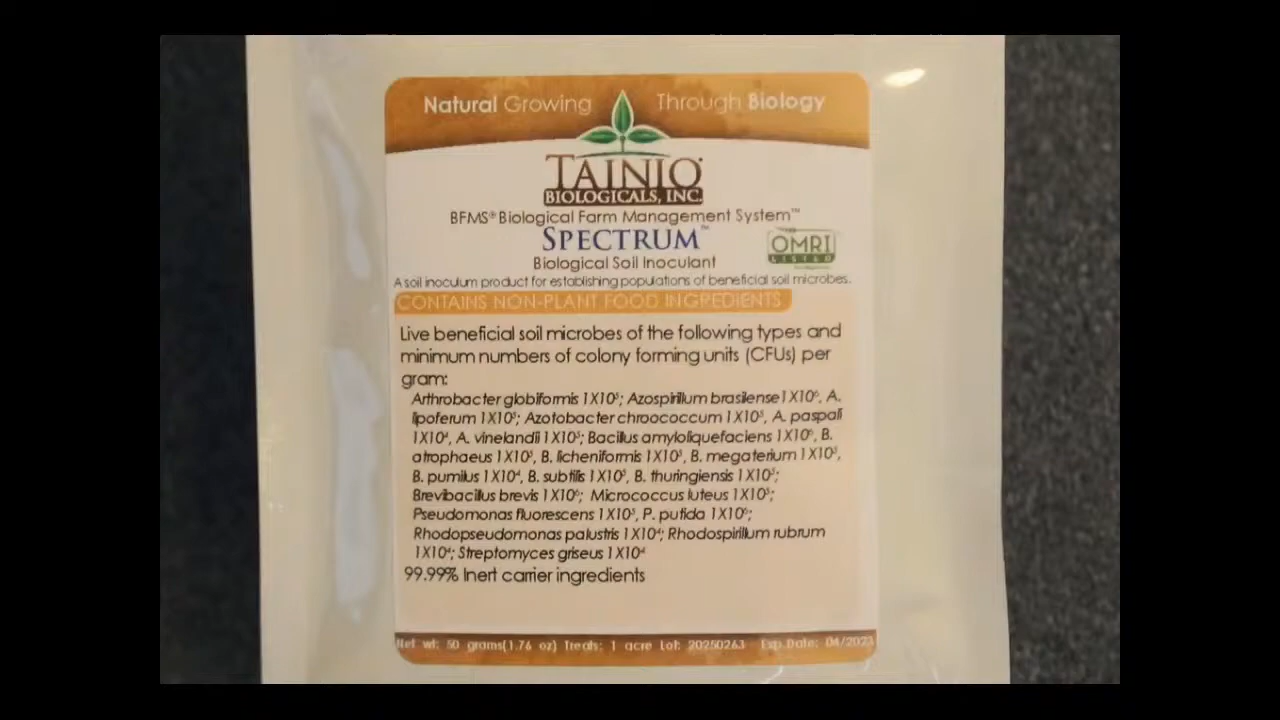 Natural Growing Through Biology
TAINIO®
BIOLOGICALS, INC.
BFMS® Biological Farm Management System™
SPECTRUM™
OMRI
LISTED
Biological Soil Inoculant
A soil inoculum product for establishing populations of beneficial soil microbes.
CONTAINS NON-PLANT FOOD INGREDIENTS
Live beneficial soil microbes of the following types and
minimum numbers of colony forming units (CFUs) per
gram:
Arthrobacter globiformis 1X10⁵; Azospirillum brasilense1X10⁶, A.
lipoferum 1X10⁵; Azotobacter chroococcum 1X10⁵, A. paspali
1X10⁴, A. vinelandii 1X10⁵; Bacillus amyloliquefaciens 1X10⁶, B.
atrophaeus 1X10⁵, B. licheniformis 1X10⁵, B. megaterium 1X10⁵,
B. pumilus 1X10⁴, B. subtilis 1X10⁵, B. thuringiensis 1X10⁵;
Brevibacillus brevis 1X10⁶; Micrococcus luteus 1X10⁵;
Pseudomonas fluorescens 1X10⁵, P. putida 1X10⁶;
Rhodopseudomonas palustris 1X10⁴; Rhodospirillum rubrum
1X10⁴; Streptomyces griseus 1X10⁴
99.99% Inert carrier ingredients
Net wt: 50 grams(1.76 oz) Treats: 1 acre Lot: 20250263 Exp.Date: 04/2023